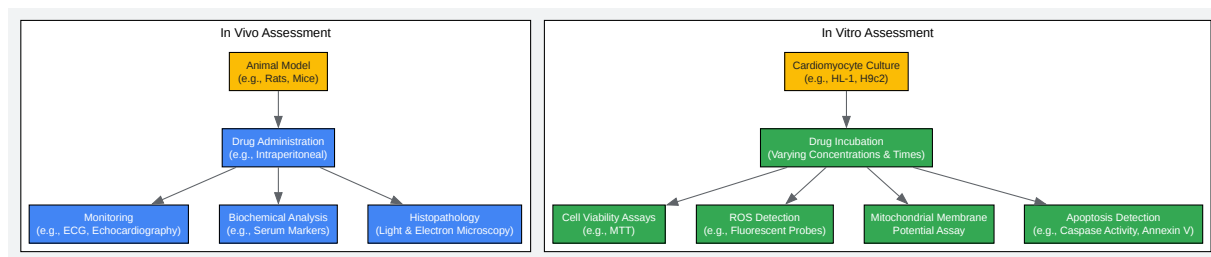 In Vivo Assessment
Animal Model
(e.g., Rats, Mice)
Drug Administration
(e.g., Intraperitoneal)
Monitoring
(e.g., ECG, Echocardiography)
Biochemical Analysis
(e.g., Serum Markers)
Histopathology
(Light & Electron Microscopy)
In Vitro Assessment
Cardiomyocyte Culture
(e.g., HL-1, H9c2)
Drug Incubation
(Varying Concentrations & Times)
Cell Viability Assays
(e.g., MTT)
ROS Detection
(e.g., Fluorescent Probes)
Mitochondrial Membrane
Potential Assay
Apoptosis Detection
(e.g., Caspase Activity, Annexin V)